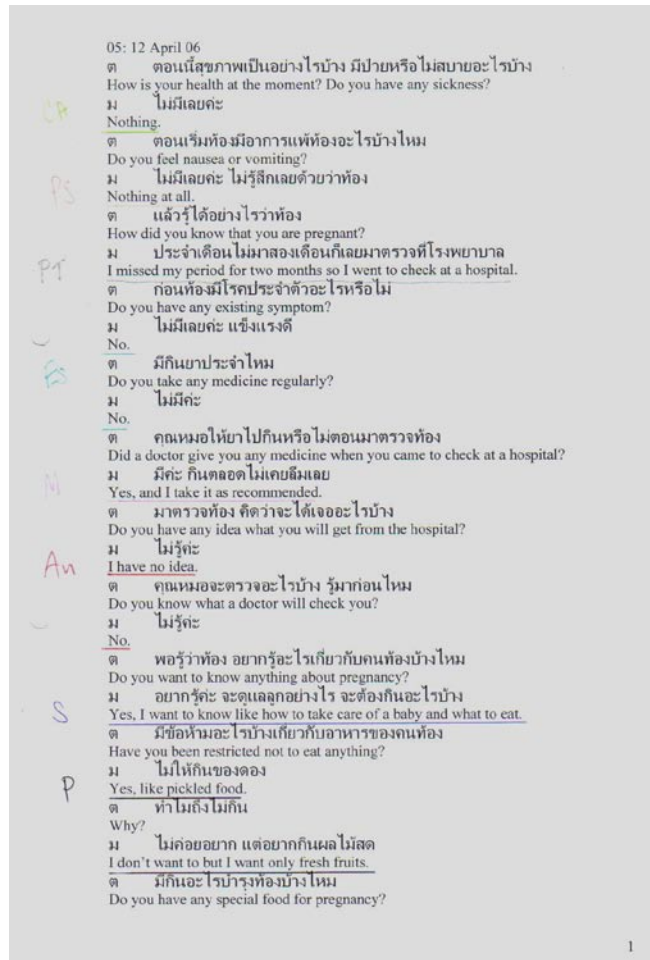 05: 12 April 06
ต ตอนนี้สุขภาพเป็นอย่างไรบ้าง มีป่วยหรือไม่สบายอะไรบ้าง
How is your health at the moment? Do you have any sickness?
CA
ม ไม่มีเลยค่ะ
Nothing.
ต ตอนเริ่มท้องมีอาการแพ้ท้องอะไรบ้างไหม
Do you feel nausea or vomiting?
PS
ม ไม่มีเลยค่ะ ไม่รู้สึกเลยด้วยว่าท้อง
Nothing at all.
ต แล้วรู้ได้อย่างไรว่าท้อง
How did you know that you are pregnant?
PT
ม ประจำเดือนไม่มาสองเดือนก็เลยมาตรวจที่โรงพยาบาล
I missed my period for two months so I went to check at a hospital.
ต ก่อนท้องมีโรคประจำตัวอะไรหรือไม่
Do you have any existing symptom?
ม ไม่มีเลยค่ะ แข็งแรงดี
No.
Es
ต มีกินยาประจำไหม
Do you take any medicine regularly?
ม ไม่มีค่ะ
No.
ต คุณหมอให้ยาไปกินหรือไม่ตอนมาตรวจท้อง
Did a doctor give you any medicine when you came to check at a hospital?
M
ม มีค่ะ กินตลอดไม่เคยลืมเลย
Yes, and I take it as recommended.
ต มาตรวจท้อง คิดว่าจะได้เจออะไรบ้าง
Do you have any idea what you will get from the hospital?
An
ม ไม่รู้ค่ะ
I have no idea.
ต คุณหมอจะตรวจอะไรบ้าง รู้มาก่อนไหม
Do you know what a doctor will check you?
ม ไม่รู้ค่ะ
No.
ต พอรู้ว่าท้อง อยากรู้อะไรเกี่ยวกับคนท้องบ้างไหม
Do you want to know anything about pregnancy?
S
ม อยากรู้ค่ะ จะดูแลลูกอย่างไร จะต้องกินอะไรบ้าง
Yes, I want to know like how to take care of a baby and what to eat.
ต มีข้อห้ามอะไรบ้างเกี่ยวกับอาหารของคนท้อง
Have you been restricted not to eat anything?
P
ม ไม่ให้กินของดอง
Yes, like pickled food.
ต ทำไมถึงไม่กิน
Why?
ม ไม่ค่อยอยาก แต่อยากกินผลไม้สด
I don't want to but I want only fresh fruits.
ต มีกินอะไรบำรุงท้องบ้างไหม
Do you have any special food for pregnancy?
1